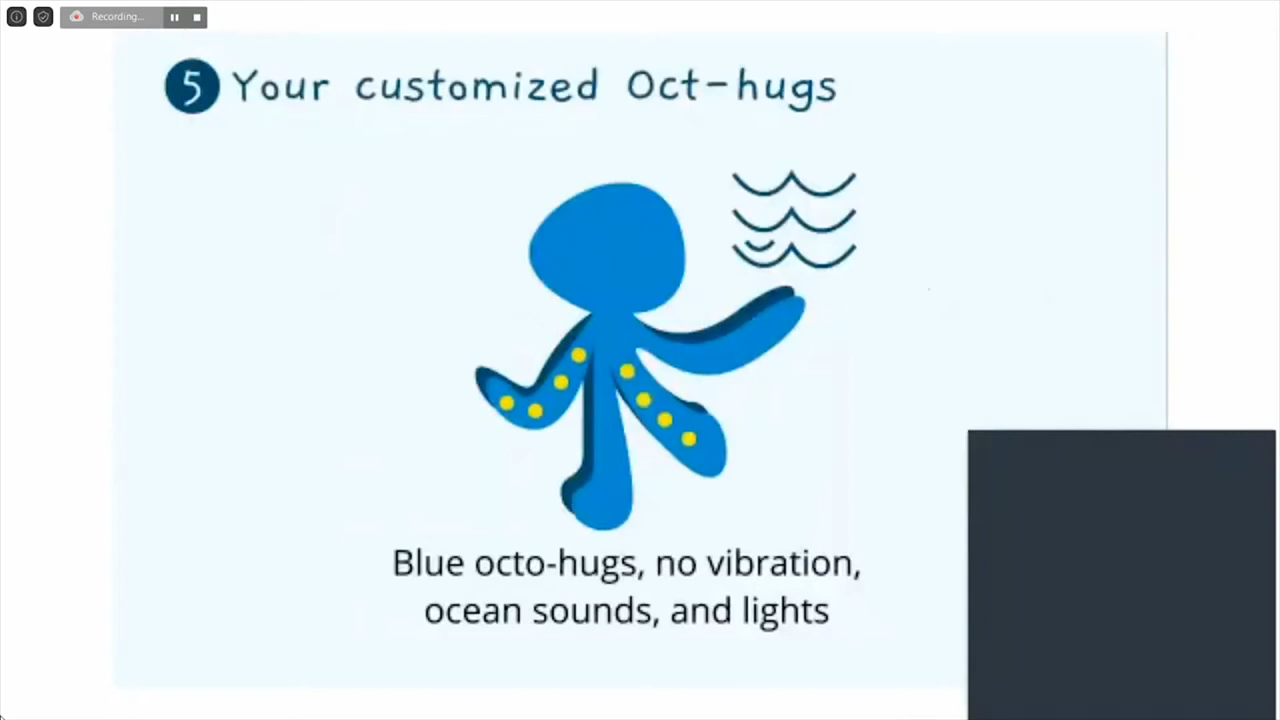 Recording...
5 Your customized Oct-hugs
Blue octo-hugs, no vibration,
ocean sounds, and lights